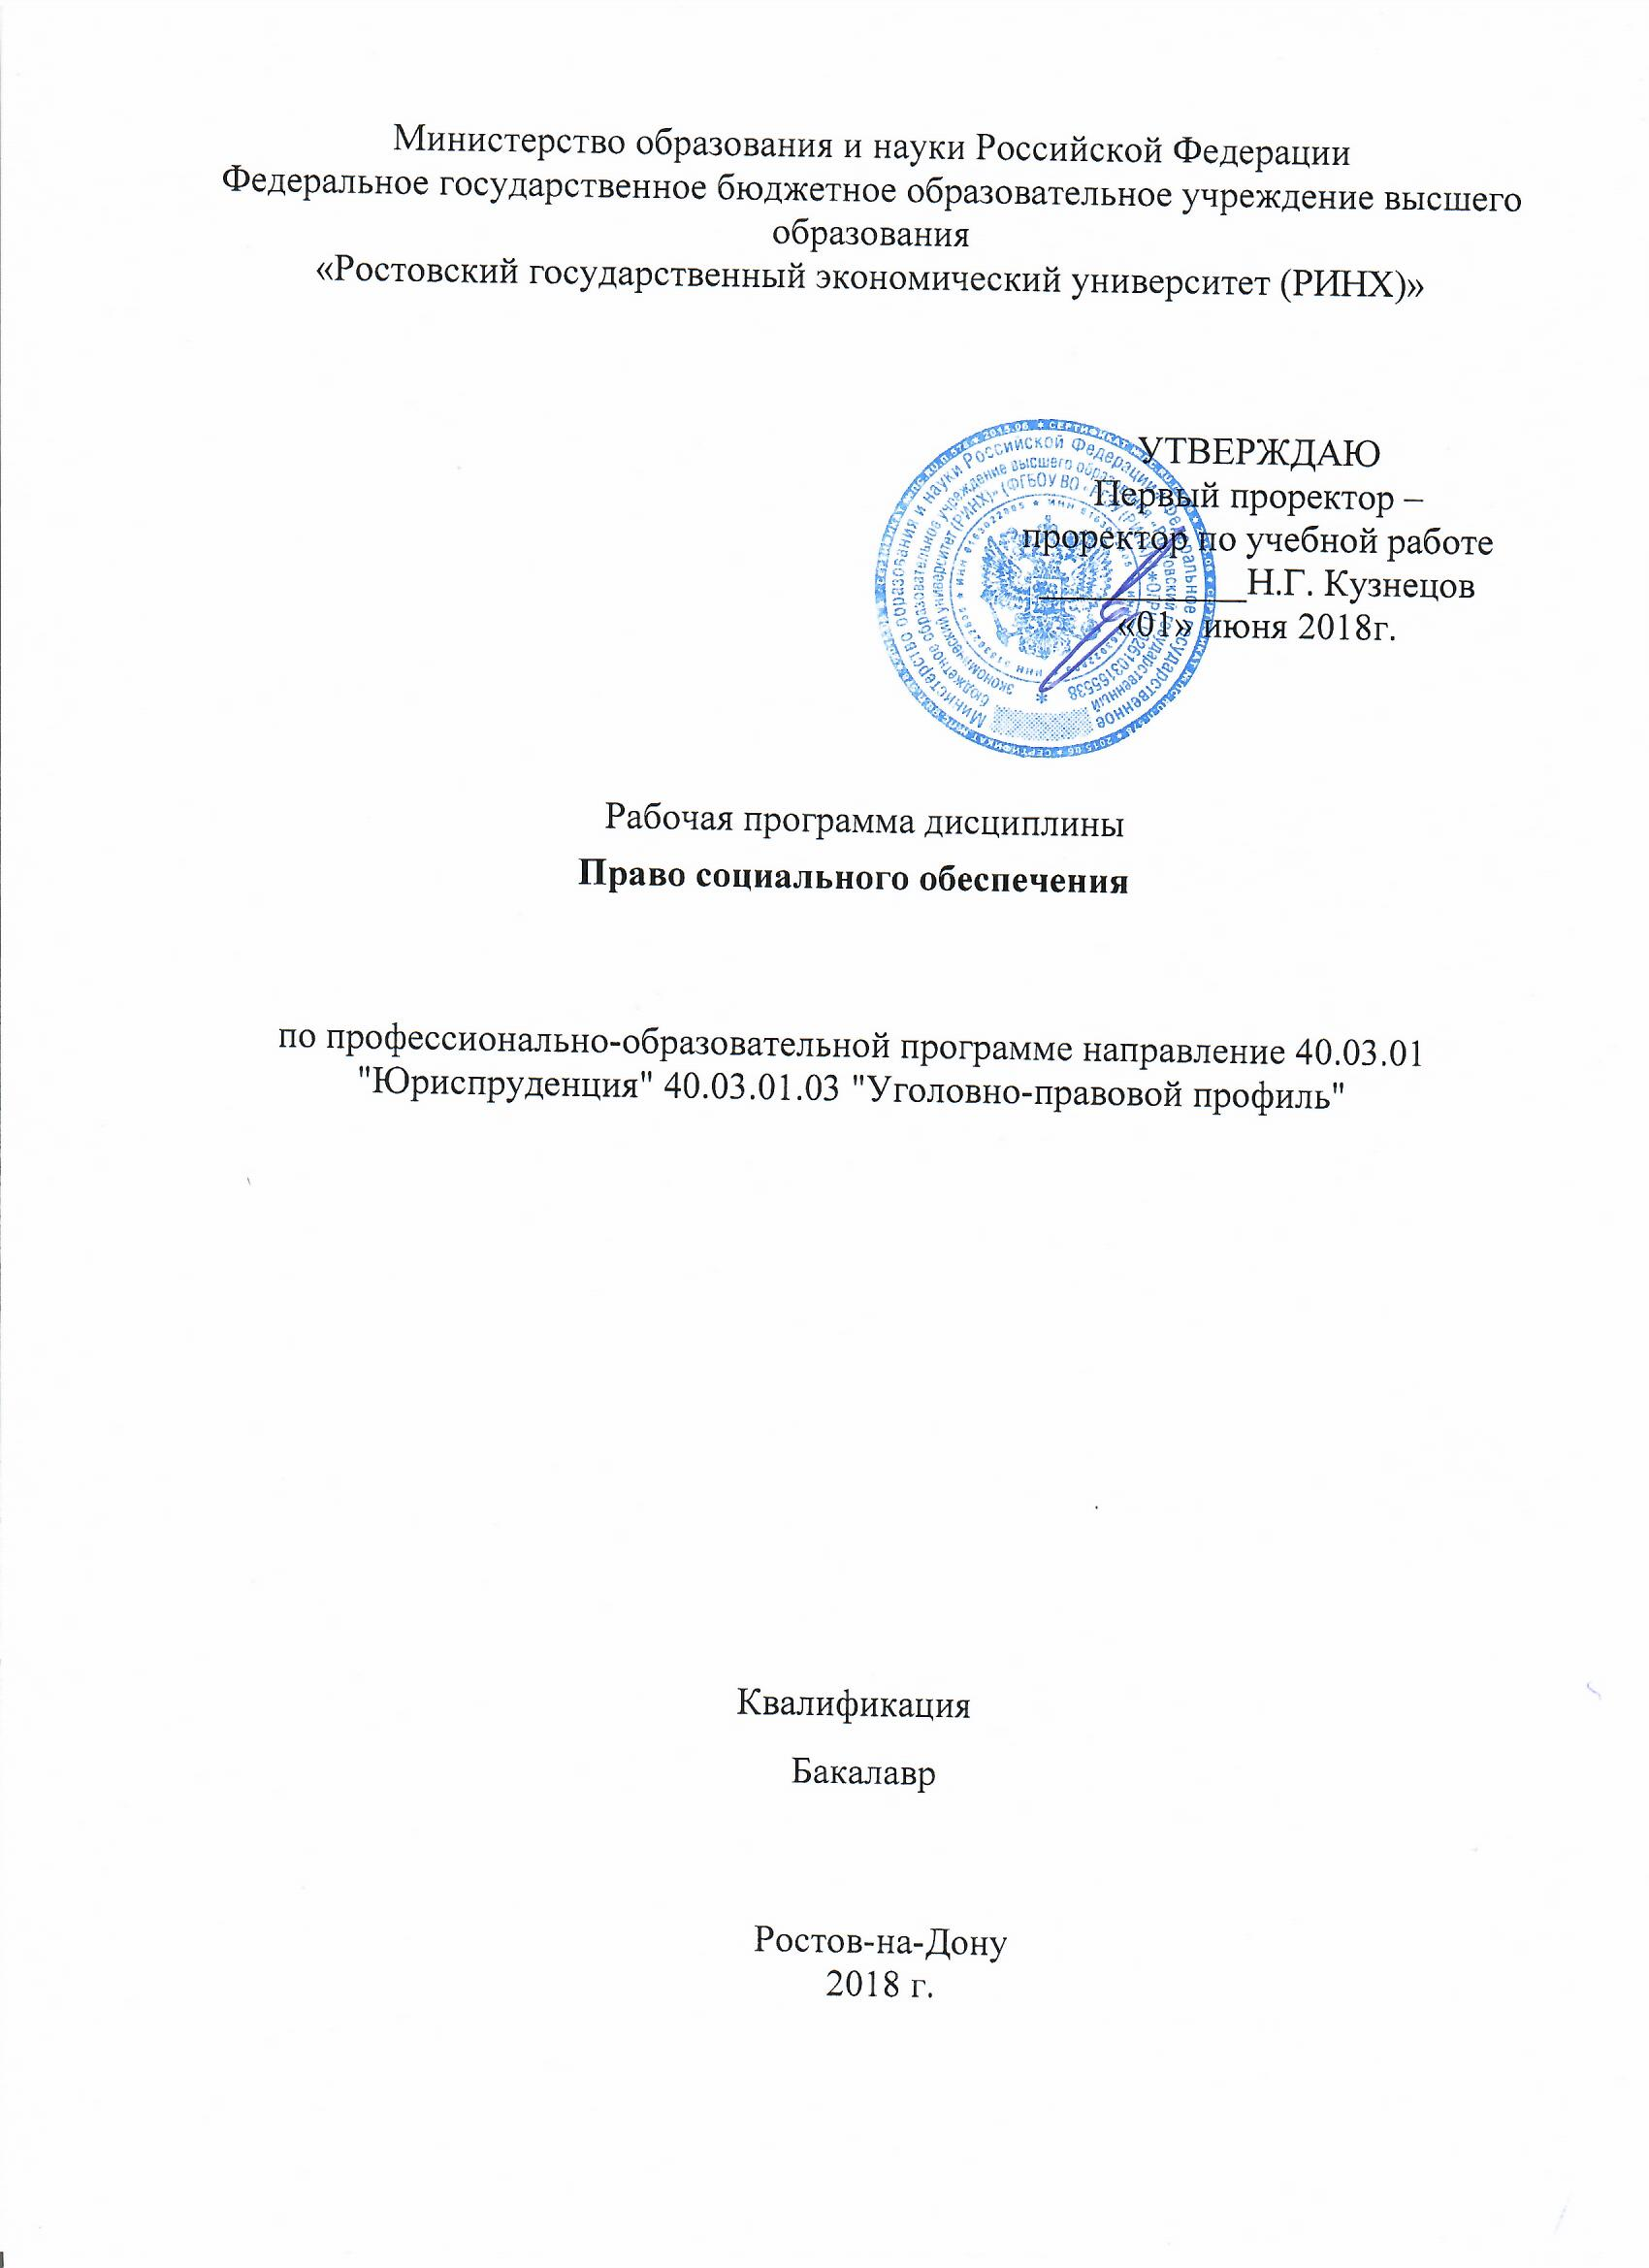 Министерство образования и науки Российской Федерации
Федеральное государственное бюджетное образовательное учреждение высшего
образования
«Ростовский государственный экономический университет (РИНХ)»
УТВЕРЖДАЮ
Первый проректор –
проректор по учебной работе
____________Н.Г. Кузнецов
«01» июня 2018г.
Рабочая программа дисциплины
Право социального обеспечения
по профессионально-образовательной программе направление 40.03.01
"Юриспруденция" 40.03.01.03 "Уголовно-правовой профиль"
Квалификация
Бакалавр
Ростов-на-Дону
2018 г.